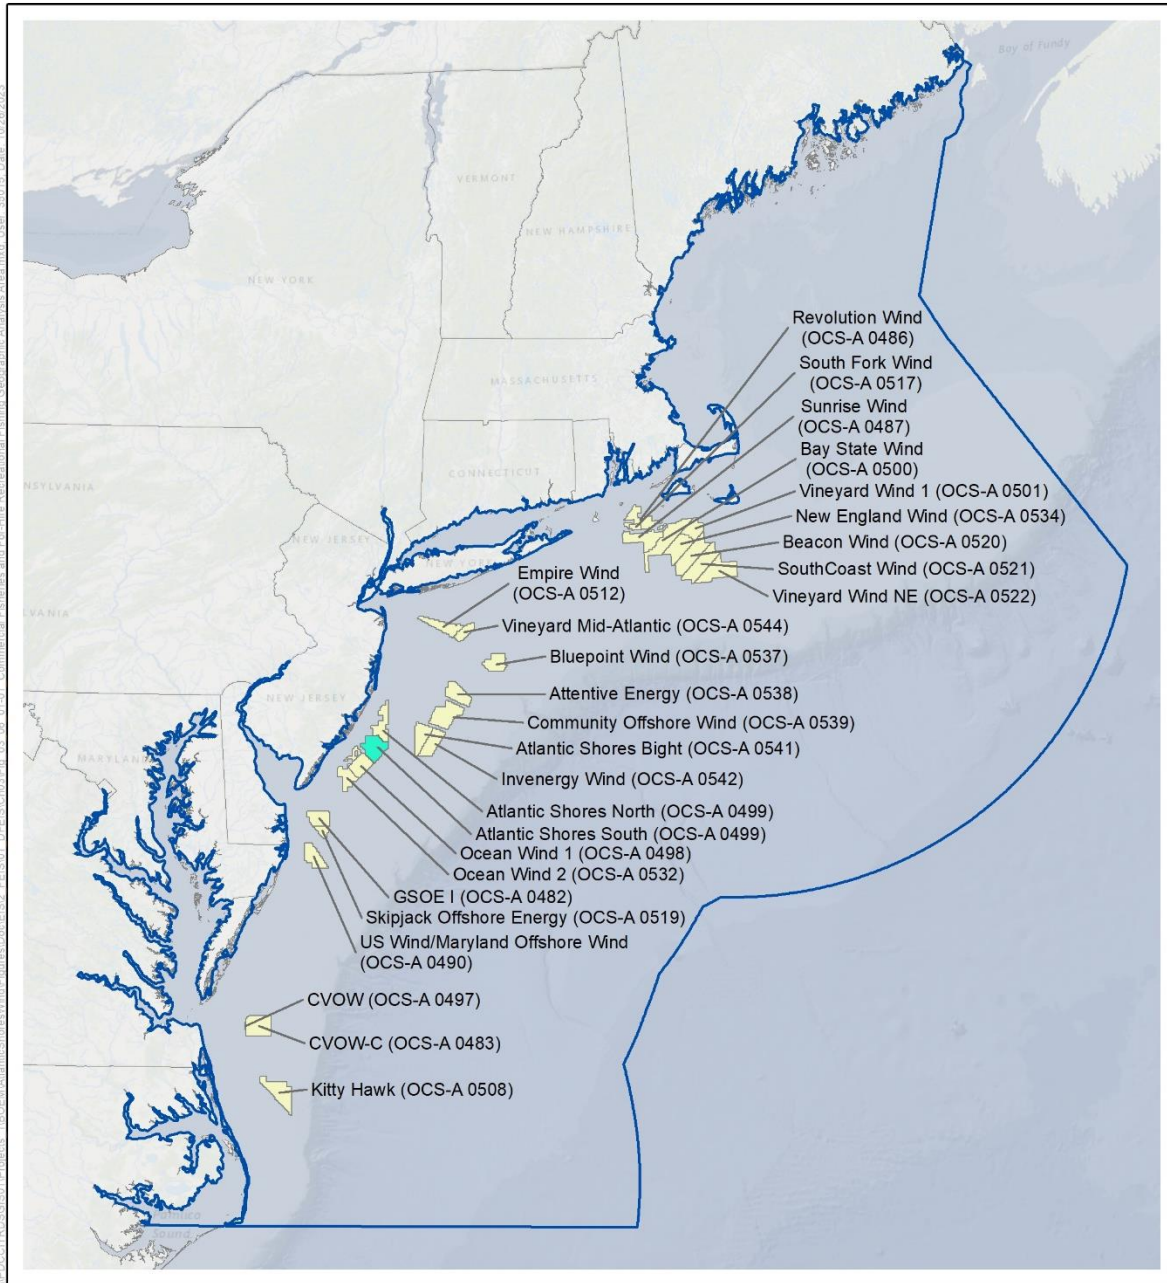 Bay of Fundy
VERMONT
NEW HAMPSHIRE
NEW YORK
MASSACHUSETTS
CONNECTICUT
NSYLVANIA
VANIA
NEW JERSEY
NEW YORK
NEW JERSEY
MARYLAND
Revolution Wind
(OCS-A 0486)
South Fork Wind
(OCS-A 0517)
Sunrise Wind
(OCS-A 0487)
Bay State Wind
(OCS-A 0500)
Vineyard Wind 1 (OCS-A 0501)
New England Wind (OCS-A 0534)
Beacon Wind (OCS-A 0520)
SouthCoast Wind (OCS-A 0521)
Vineyard Wind NE (OCS-A 0522)
Empire Wind
(OCS-A 0512)
Vineyard Mid-Atlantic (OCS-A 0544)
Bluepoint Wind (OCS-A 0537)
Attentive Energy (OCS-A 0538)
Community Offshore Wind (OCS-A 0539)
Atlantic Shores Bight (OCS-A 0541)
Invenergy Wind (OCS-A 0542)
Atlantic Shores North (OCS-A 0499)
Atlantic Shores South (OCS-A 0499)
Ocean Wind 1 (OCS-A 0498)
Ocean Wind 2 (OCS-A 0532)
GSOE I (OCS-A 0482)
Skipjack Offshore Energy (OCS-A 0519)
US Wind/Maryland Offshore Wind
(OCS-A 0490)
CVOW (OCS-A 0497)
CVOW-C (OCS-A 0483)
Kitty Hawk (OCS-A 0508)
Pamlico
Sound